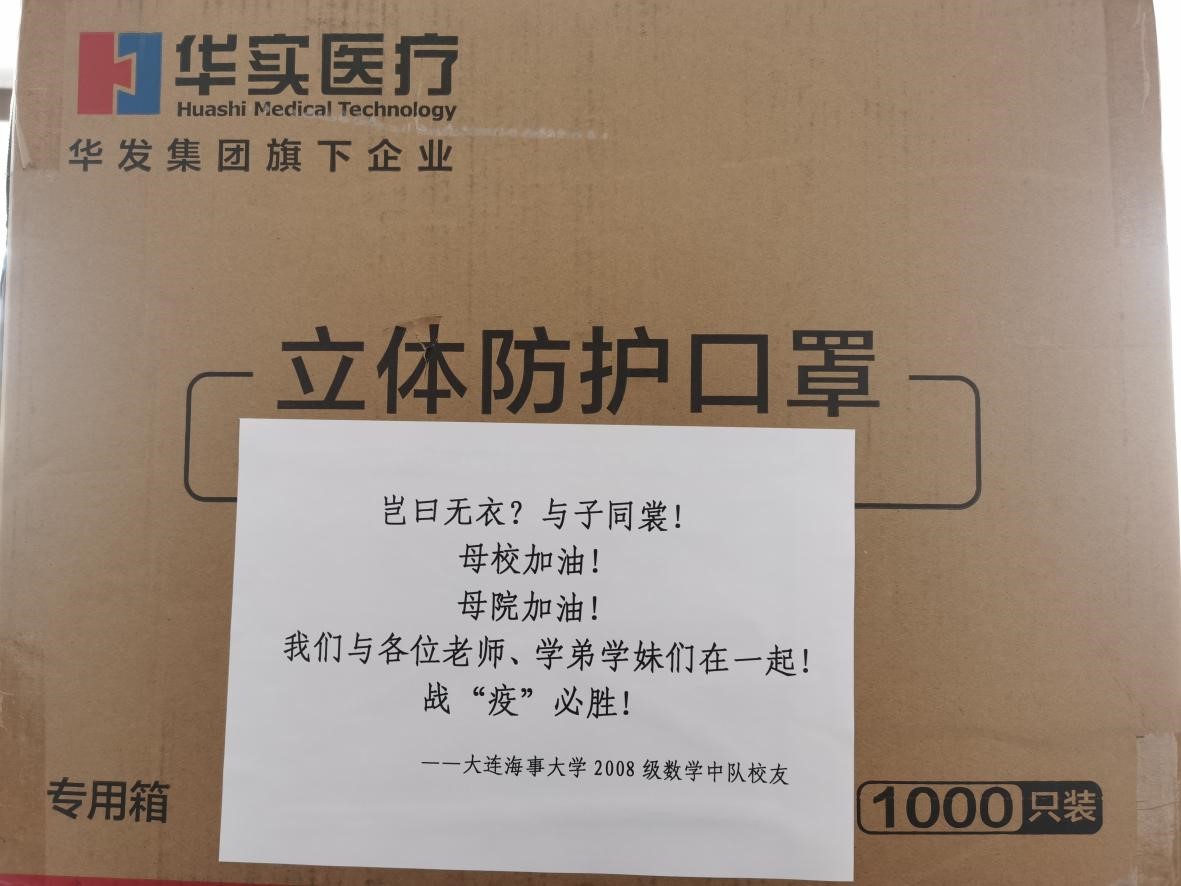 华实医疗
Huashi Medical Technology
华发集团旗下企业
立体防护口罩
岂曰无衣？与子同裳！
母校加油！
母院加油！
我们与各位老师、学弟学妹们在一起！
战“疫”必胜！
——大连海事大学 2008 级数学中队校友
专用箱
1000只装